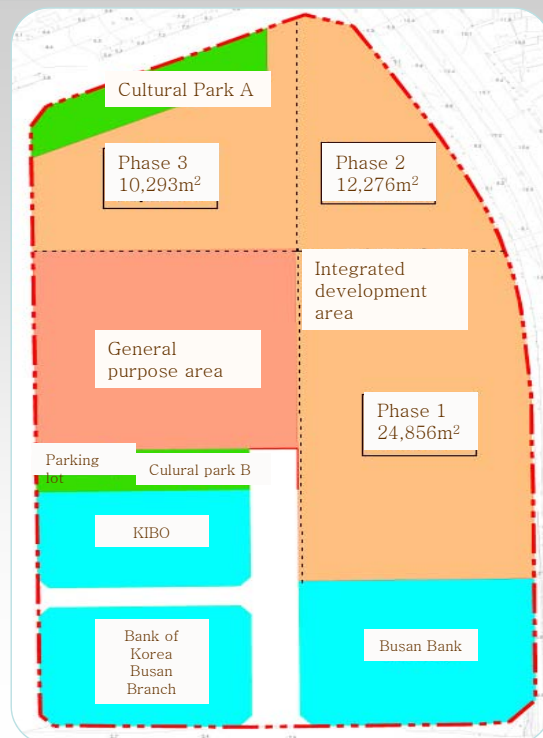 Cultural Park A
Phase 3
10,293m²
Phase 2
12,276m²
Integrated
development
area
General
purpose area
Phase 1
24,856m²
Parking
lot
Culural park B
KIBO
Bank of
Korea
Busan
Branch
Busan Bank